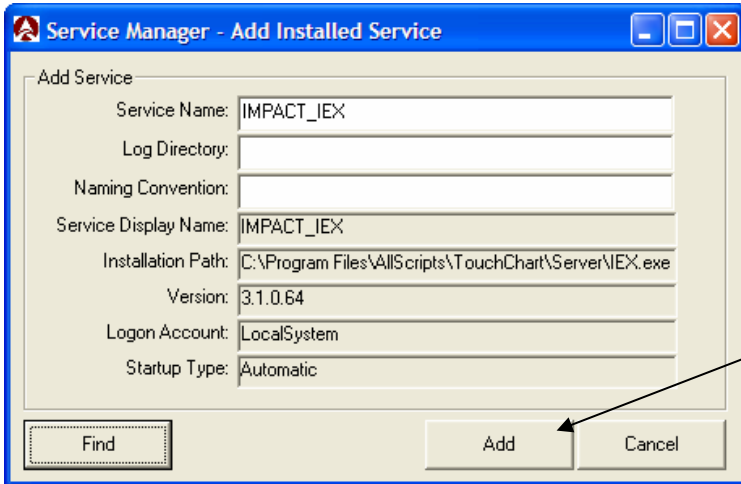 Service Manager - Add Installed Service
Add Service
Service Name: IMPACT_IEX
Log Directory:
Naming Convention:
Service Display Name: IMPACT_IEX
Installation Path: C:\Program Files\AllScripts\TouchChart\Server\IEX.exe
Version: 3.1.0.64
Logon Account: LocalSystem
Startup Type: Automatic
Find Add Cancel